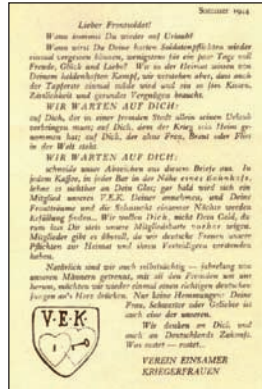 Sommer 1944
Lieber Frontsoldat!
Wann kommst Du wieder auf Urlaub?
Wann wirst Du Deine harten Soldatenpflichten wieder
einmal vergessen können, wenigstens für ein paar Tage voll
Freude, Glück und Liebe? Wir in der Heimat wissen von
Deinem heldenhaften Kampf, wir verstehen aber, dass auch
der Tapferste einmal müde wird und ein Kissen,
Zärtlichkeit und gesundes Vergnügen braucht.
WIR WARTEN AUF DICH:
auf Dich, der in einer fremden Stadt allein seinen Urlaub
verbringen muss; auf Dich, dem der Krieg sein Heim ge-
nommen hat; auf Dich, der ohne Frau, Braut oder Flirt
in der Welt steht.
WIR WARTEN AUF DICH:
schneide unser Abzeichen aus diesem Briefe aus. In
jedem Kaffee, in jeder Bar in der Nähe eines Bahnhofs,
lehne es sichtbar an Dein Glas; gar bald wird sich ein
Mitglied unseres V.E.K. Deiner annehmen, und Deine
Frontträume und die Sehnsucht einsamer Nächte werden
Erfüllung finden... Wir wollen Dich, nicht Dein Geld, da-
rum lass Dir stets unsere Mitgliedskarte vorher zeigen.
Mitglieder gibt es überall, da wir deutsche Frauen unsere
Pflichten zur Heimat und ihren Verteidigern verstanden
haben.
Natürlich sind wir auch selbstsüchtig — jahrelang von
unseren Männern getrennt, mit all den Fremden um uns
herum, möchten wir wieder einmal einen richtigen deutschen
Jungen an's Herz drücken. Nur keine Hemmungen: Deine
Frau, Schwester oder Geliebte ist
auch eine der unseren.
Wir denken an Dich und
auch an Deutschlands Zukunft.
Was rastet — rostet...
V.E.K
VEREIN EINSAMER
KRIEGERFRAUEN